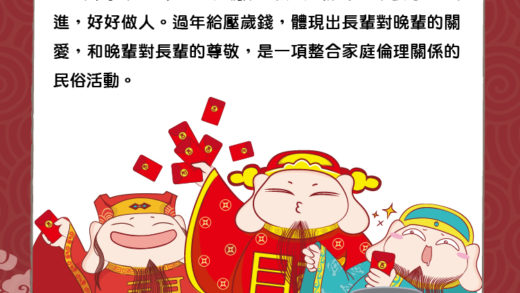 進，好好做人。過年給壓歲錢，體現出長輩對晚輩的關
愛，和晚輩對長輩的尊敬，是一項整合家庭倫理關係的
民俗活動。